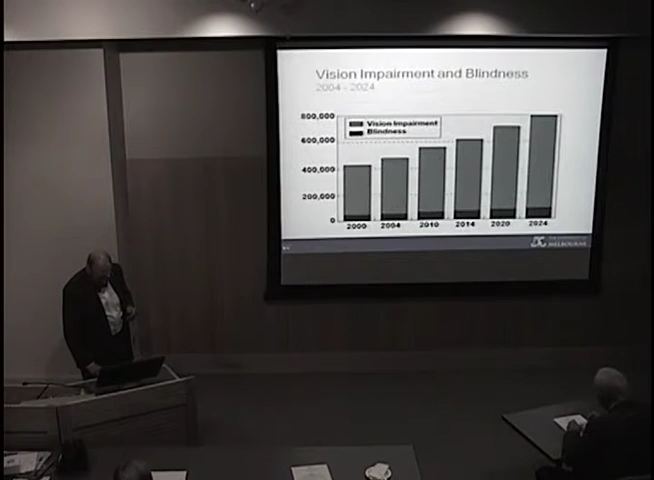 Vision Impairment and Blindness
2004 - 2024
800,000
600,000
400,000
200,000
0
Vision Impairment
Blindness
2000 2004 2010 2014 2020 2024
MELBOURNE